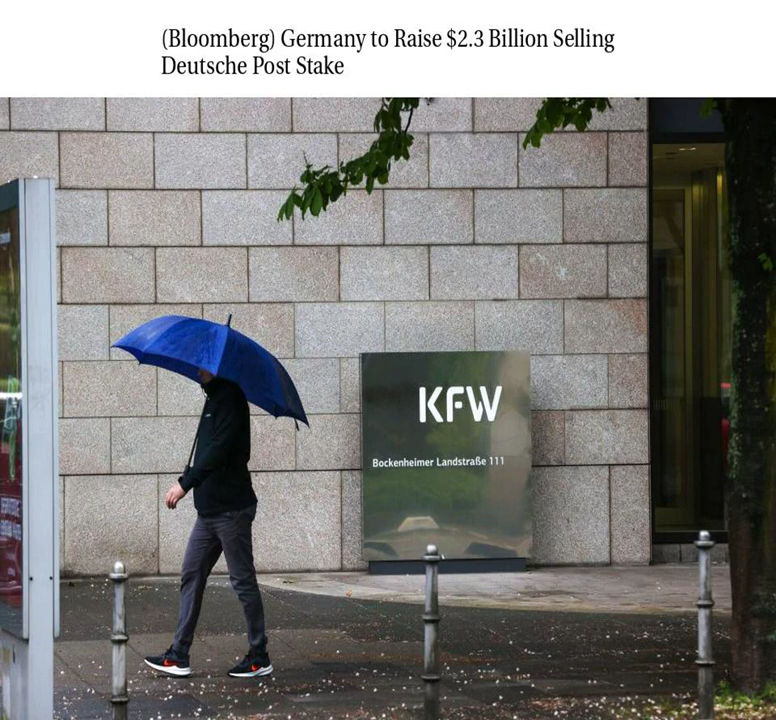 (Bloomberg) Germany to Raise $2.3 Billion Selling
Deutsche Post Stake
KFW
Bockenheimer Landstraße 111